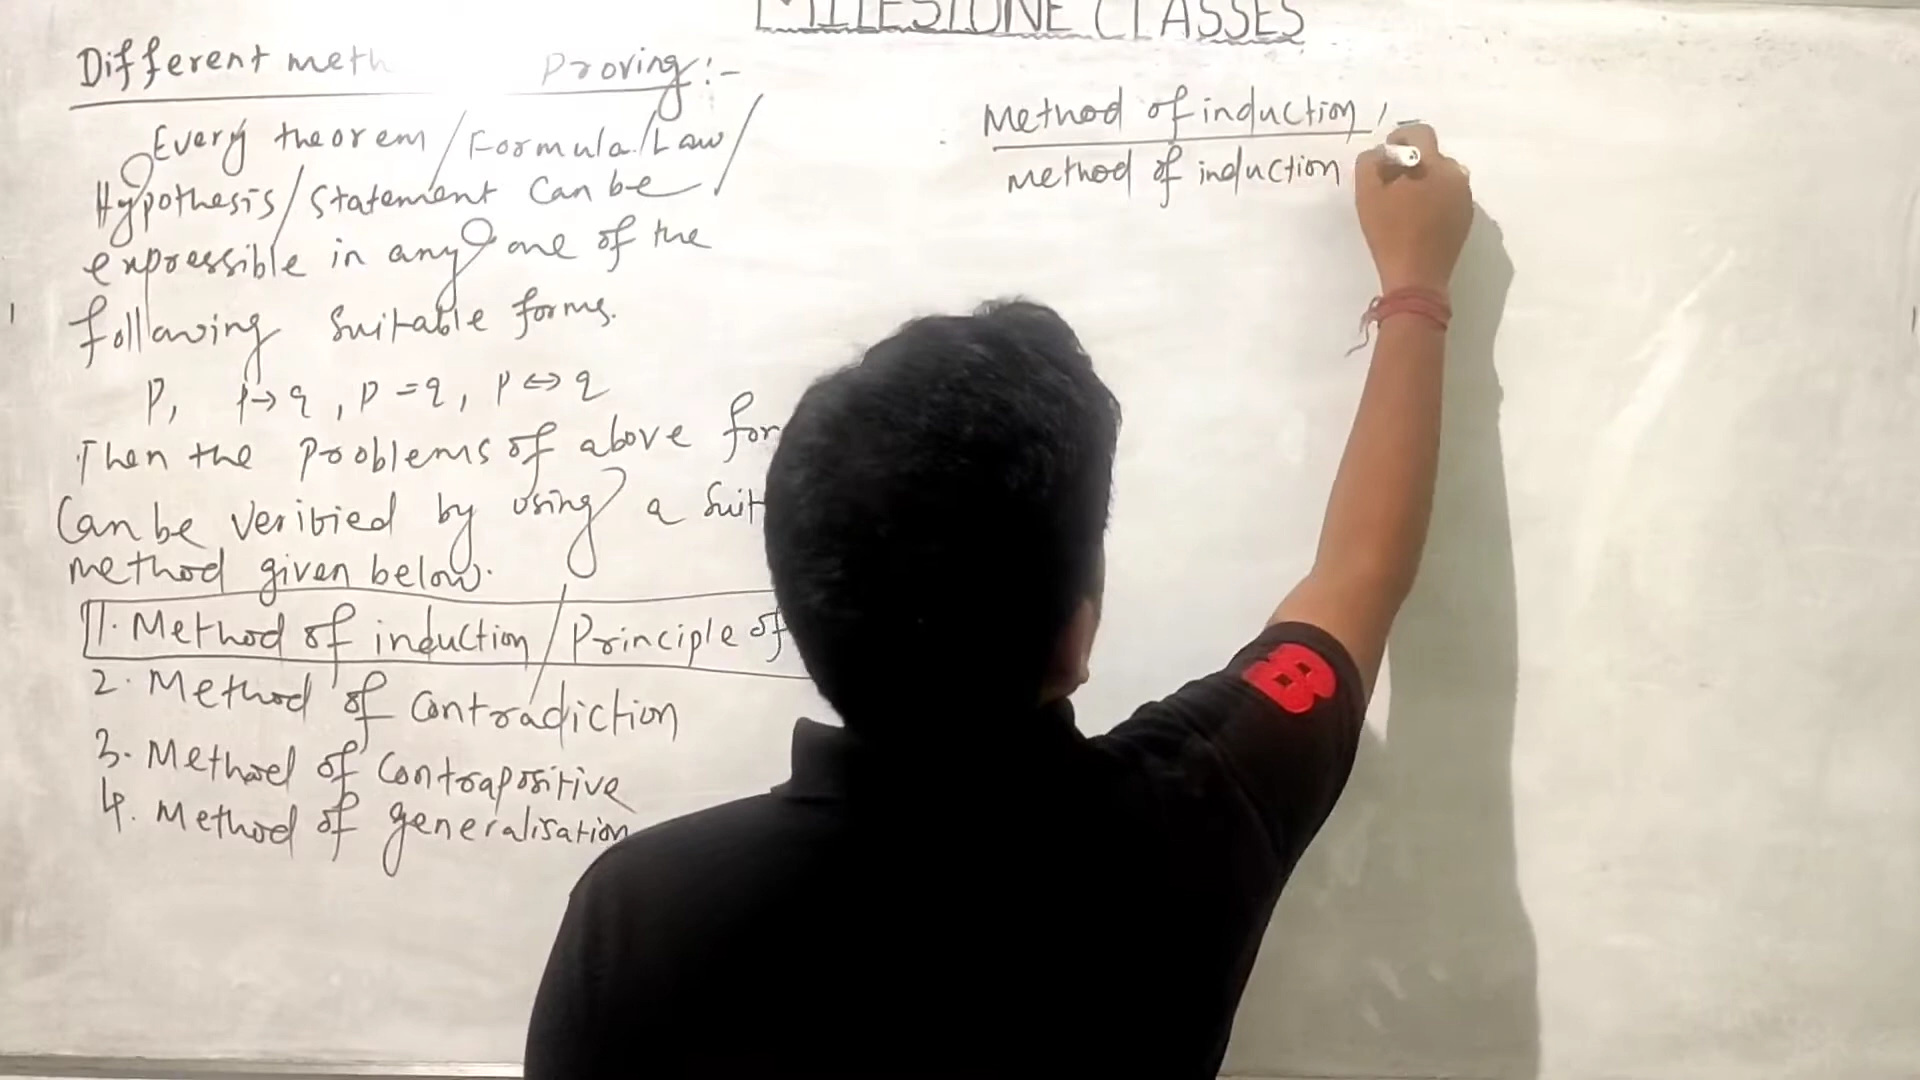 MILESTONE CLASSES
Different meth Proving:-
Every theorem/Formula/Law/
Hypothesis/Statement Can be
expressible in any one of the
following Suitable forms.
P, p→q, p=q, p⇔q
Then the Problems of above for
Can be Veribied by using a Suit
method given below.
1. Method of induction/Principle of
2. Method of Contradiction
3. Method of Contrapositive
4. Method of generalisation
Method of induction:-
method of induction
B